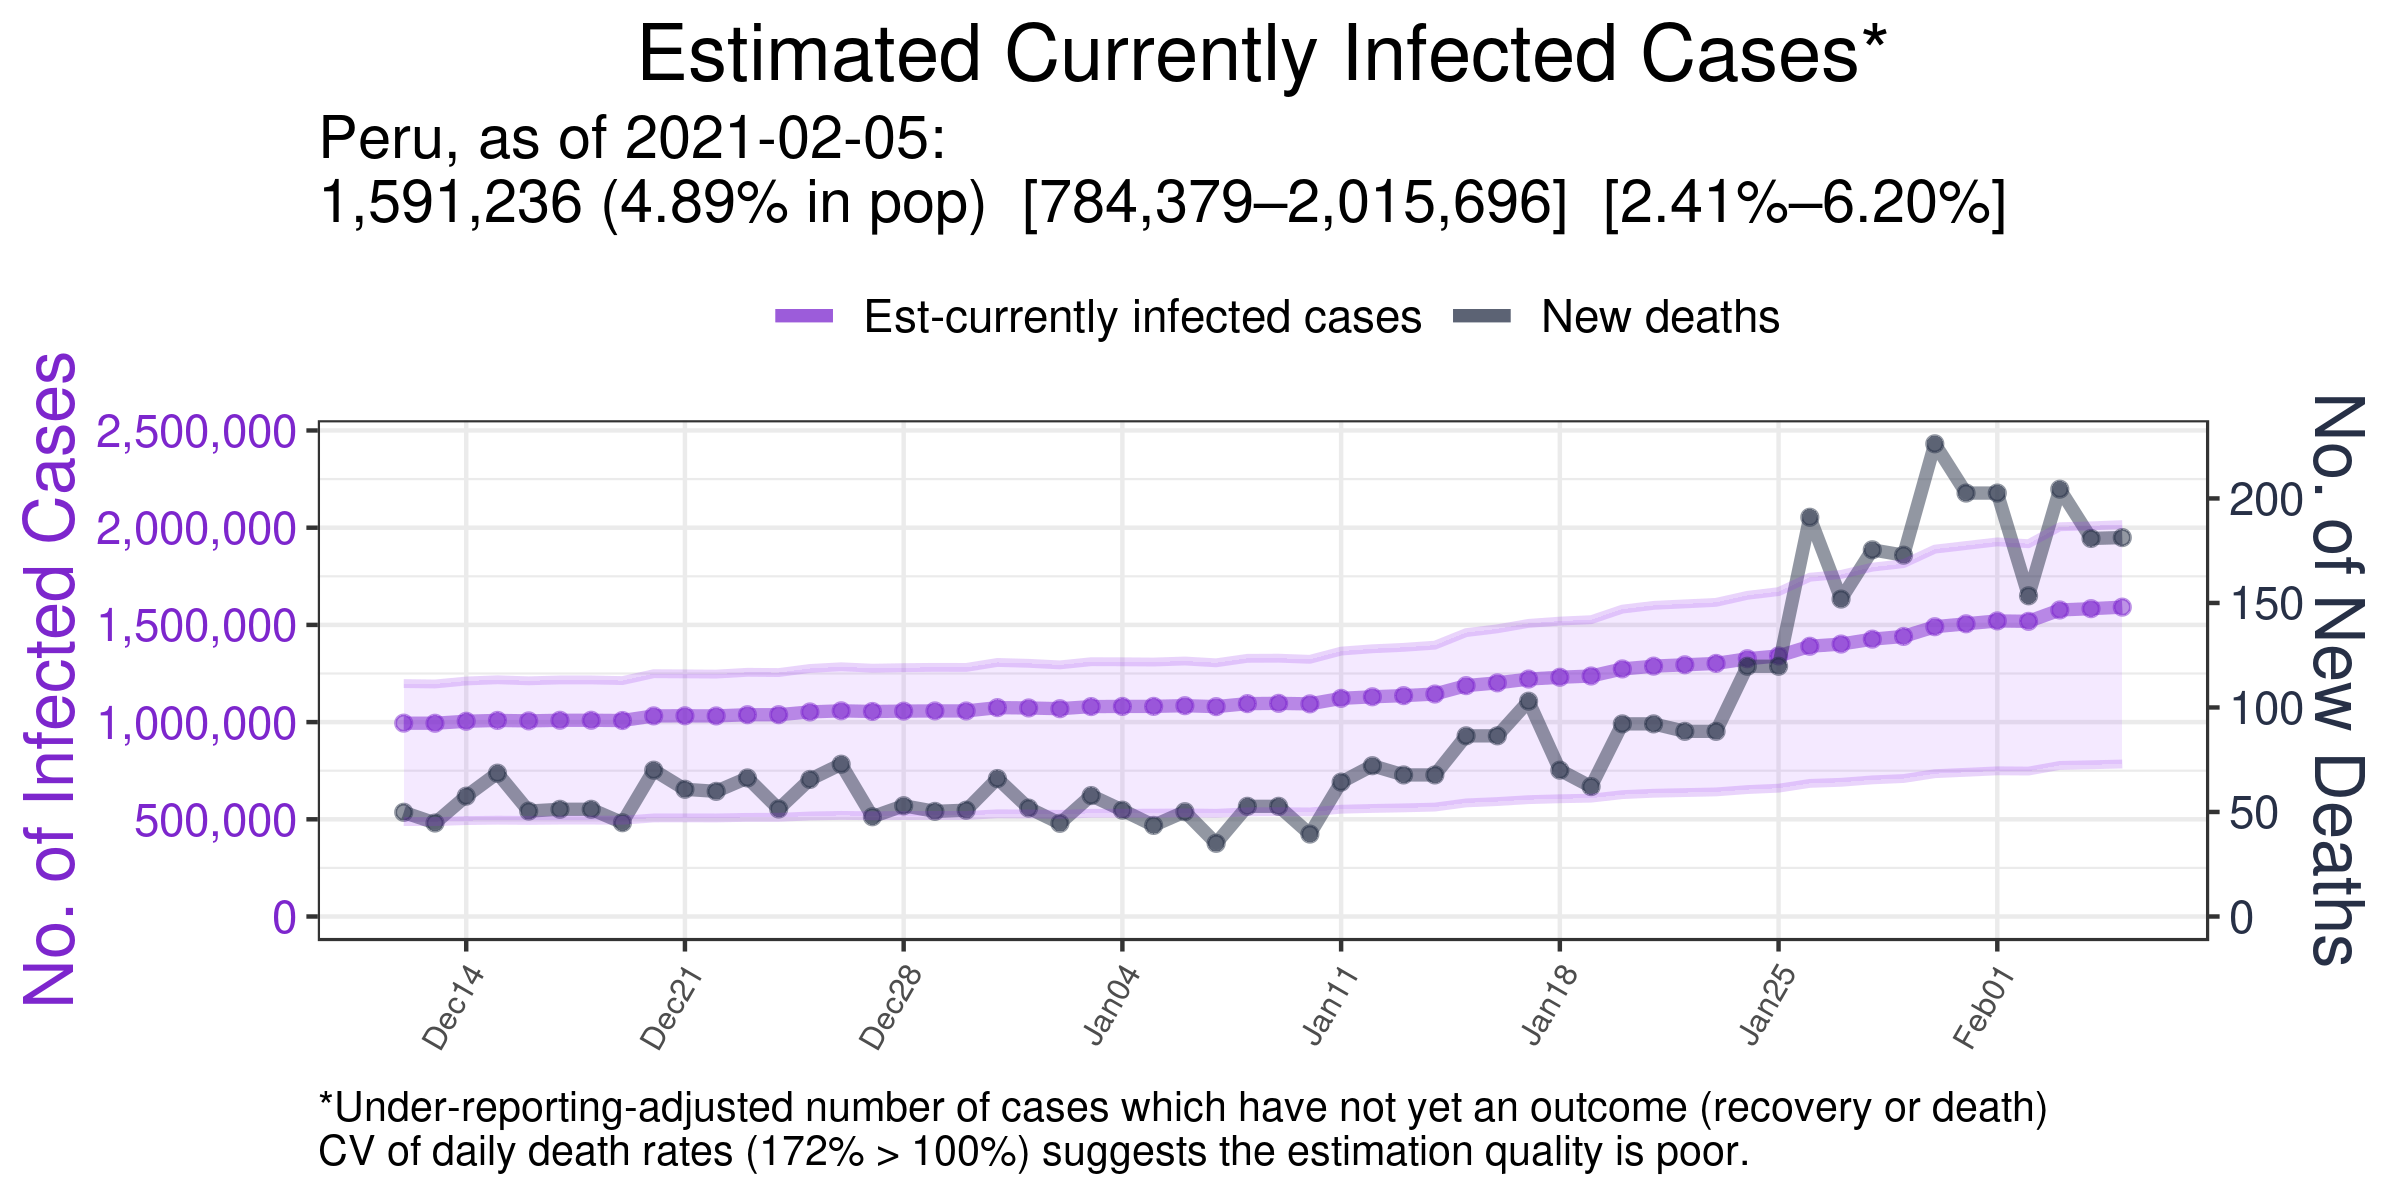 Estimated Currently Infected Cases*
Peru, as of 2021-02-05:
1,591,236 (4.89% in pop)  [784,379–2,015,696]  [2.41%–6.20%]
Est-currently infected cases
New deaths
No. of Infected Cases
2,500,000
2,000,000
1,500,000
1,000,000
500,000
0
200
150
100
50
0
No. of New Deaths
Dec14
Dec21
Dec28
Jan04
Jan11
Jan18
Jan25
Feb01
*Under-reporting-adjusted number of cases which have not yet an outcome (recovery or death)
CV of daily death rates (172% > 100%) suggests the estimation quality is poor.